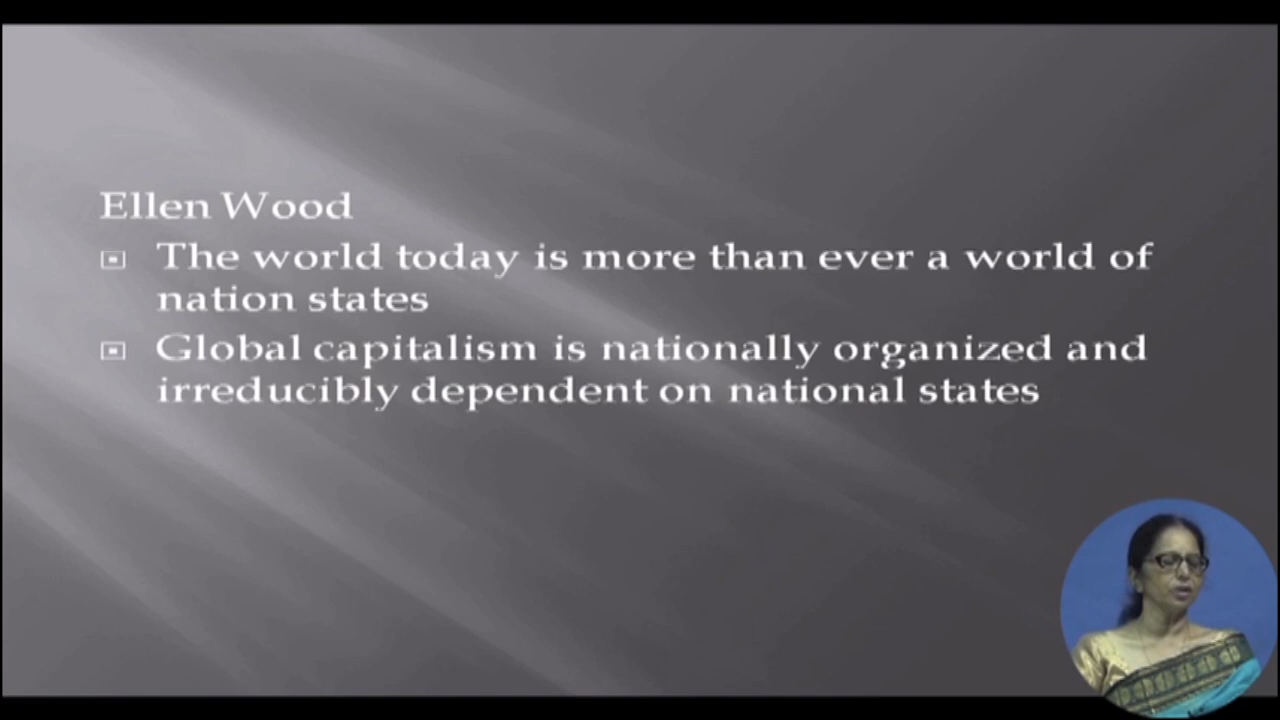 Ellen Wood
The world today is more than ever a world of
nation states
Global capitalism is nationally organized and
irreducibly dependent on national states